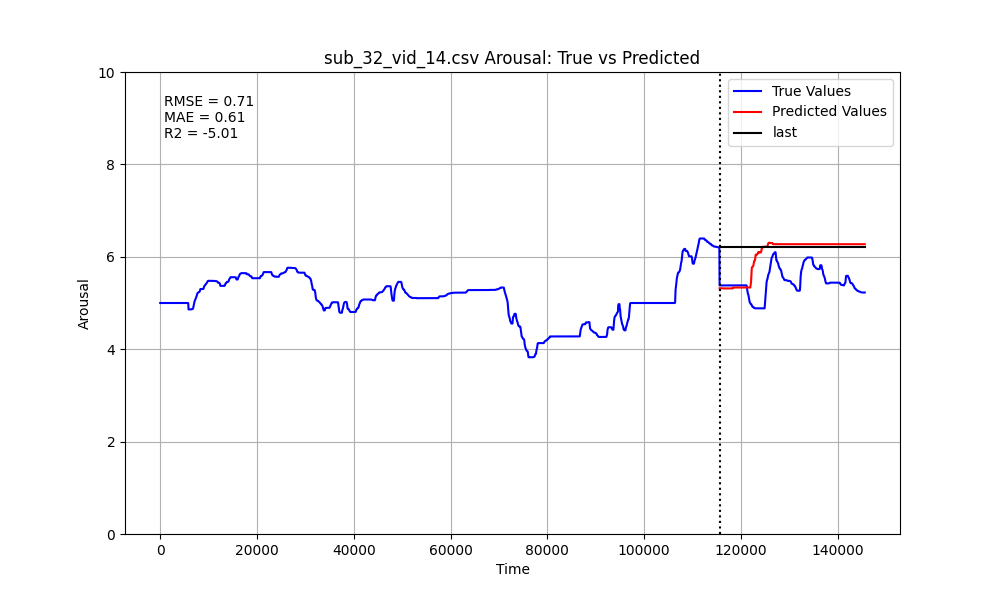 sub_32_vid_14.csv Arousal: True vs Predicted
RMSE = 0.71
MAE = 0.61
R2 = -5.01
True Values
Predicted Values
last
10
8
6
4
2
0
Arousal
0
20000
40000
60000
80000
100000
120000
140000
Time